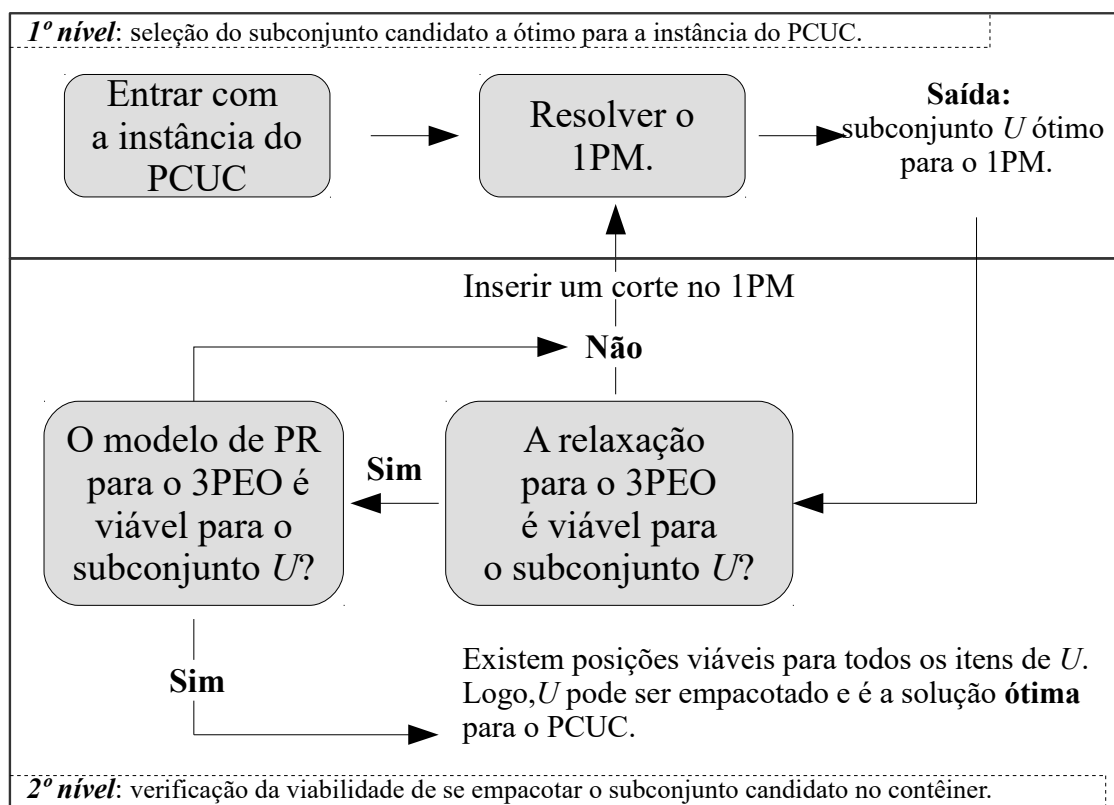 1º nível: seleção do subconjunto candidato a ótimo para a instância do PCUC.
Entrar com
a instância do
PCUC
Resolver o
1PM.
Saída:
subconjunto U ótimo
para o 1PM.
Inserir um corte no 1PM
Não
O modelo de PR
para o 3PEO é
viável para o
subconjunto U?
Sim
A relaxação
para o 3PEO
é viável para
o subconjunto U?
Sim
Existem posições viáveis para todos os itens de U.
Logo,U pode ser empacotado e é a solução ótima
para o PCUC.
2º nível: verificação da viabilidade de se empacotar o subconjunto candidato no contêiner.